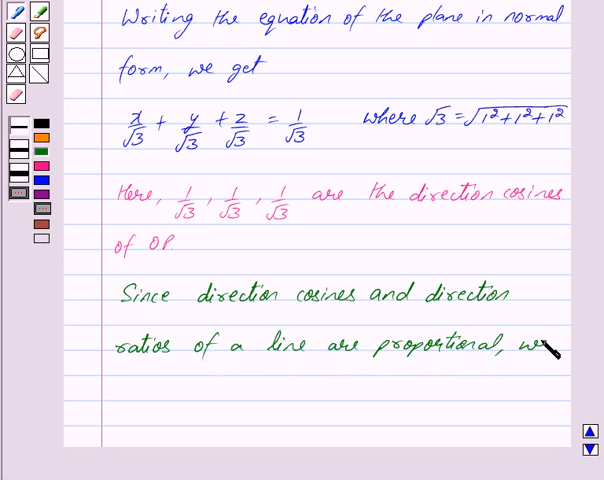 Writing the equation of the plane in normal
form, we get
x/√3 + y/√3 + z/√3 = 1/√3 where √3 = √1²+1²+1²
Here, 1/√3, 1/√3, 1/√3 are the direction cosines
of OP.
Since direction cosines and direction
ratios of a line are proportional, we